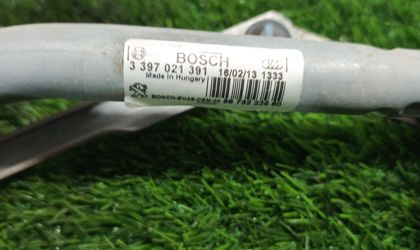 BOSCH
3 397 021 391 16/02/13 1333
Made in Hungary